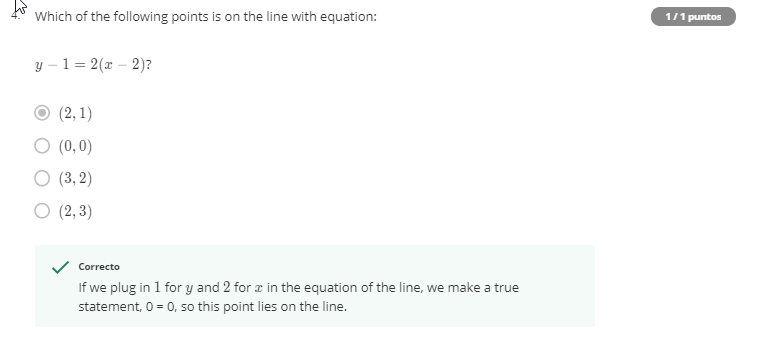 4. Which of the following points is on the line with equation:
1 / 1 puntos
y − 1 = 2(x − 2)?
(2, 1)
(0, 0)
(3, 2)
(2, 3)
Correcto
If we plug in 1 for y and 2 for x in the equation of the line, we make a true
statement, 0 = 0, so this point lies on the line.